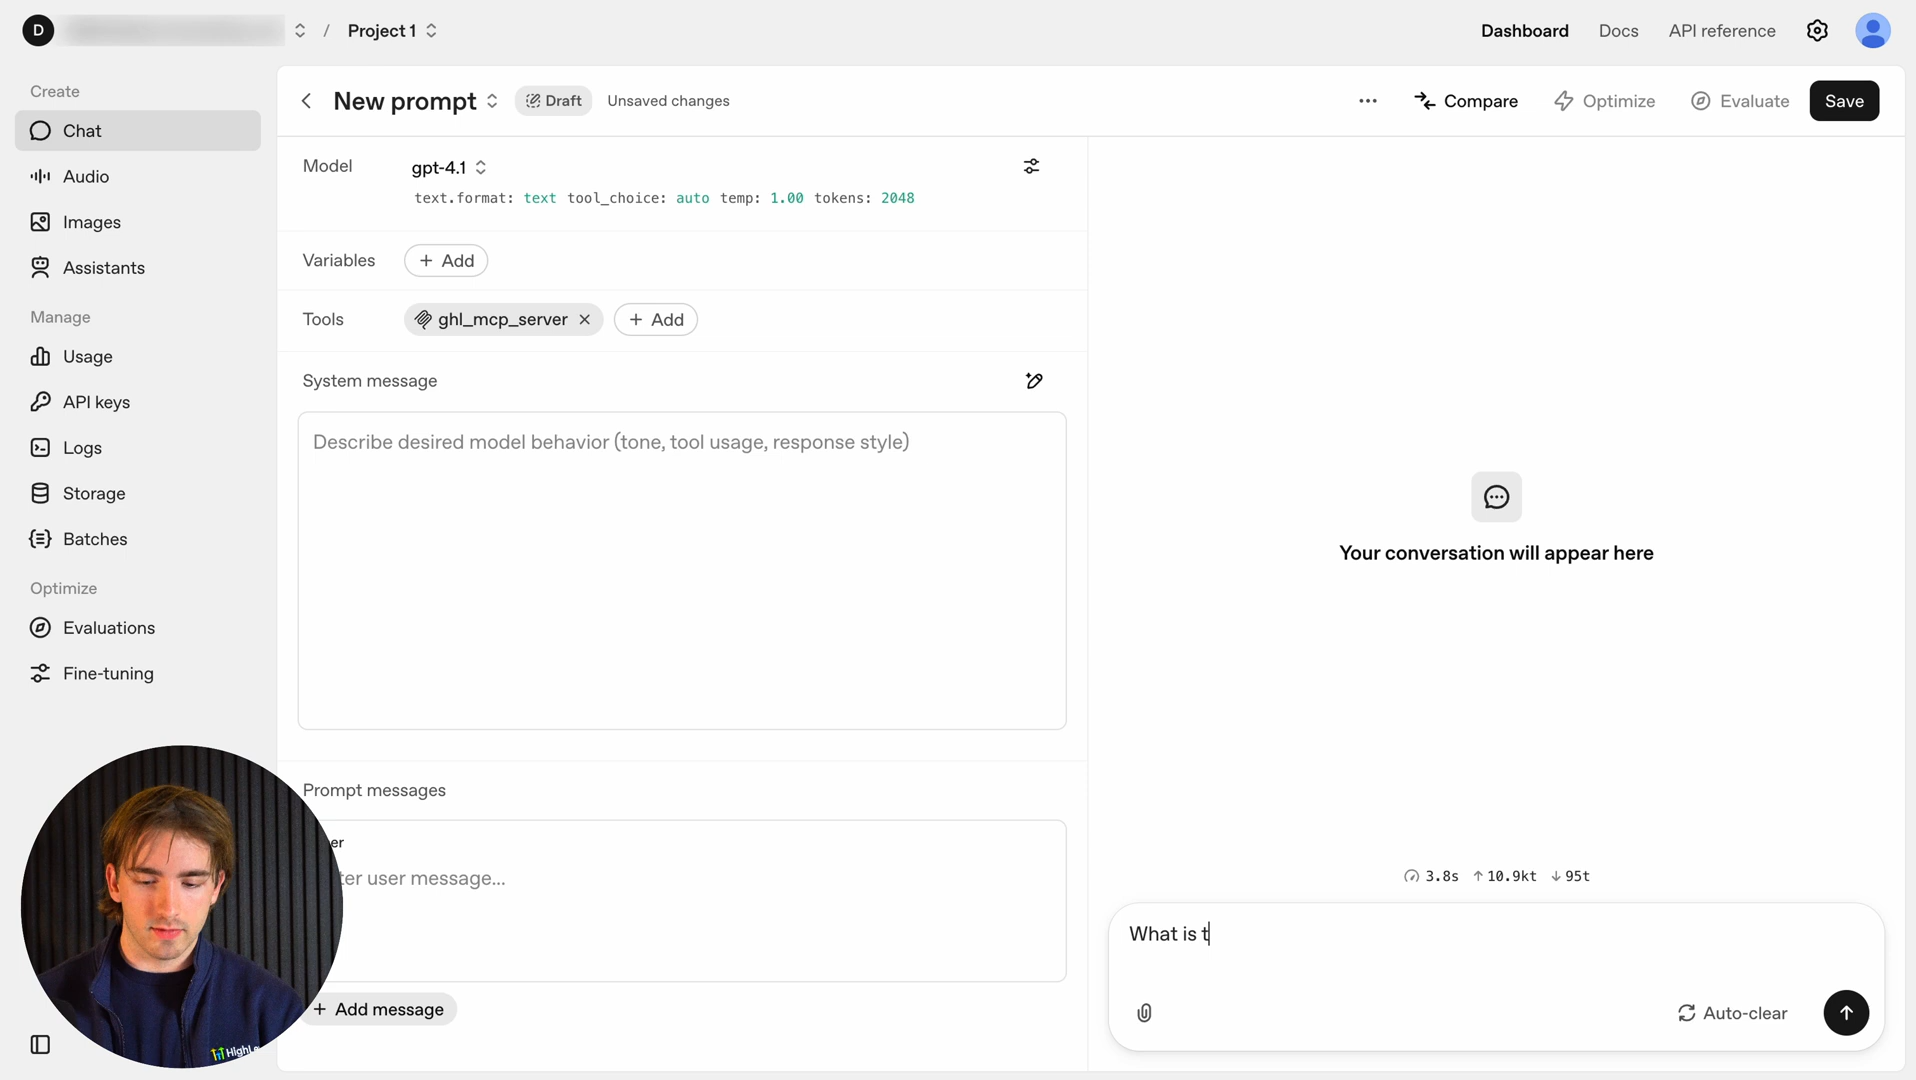 D
/
Project 1
Dashboard
Docs
API reference
Create
Chat
Audio
Images
Assistants
Manage
Usage
API keys
Logs
Storage
Batches
Optimize
Evaluations
Fine-tuning
New prompt
Draft
Unsaved changes
Compare
Optimize
Evaluate
Save
Model
gpt-4.1
text.format: text tool_choice: auto temp: 1.00 tokens: 2048
Variables
+ Add
Tools
ghl_mcp_server
+ Add
System message
Describe desired model behavior (tone, tool usage, response style)
Prompt messages
er
ter user message...
+ Add message
Your conversation will appear here
3.8s ↑10.9kt ↓95t
What is t
Auto-clear